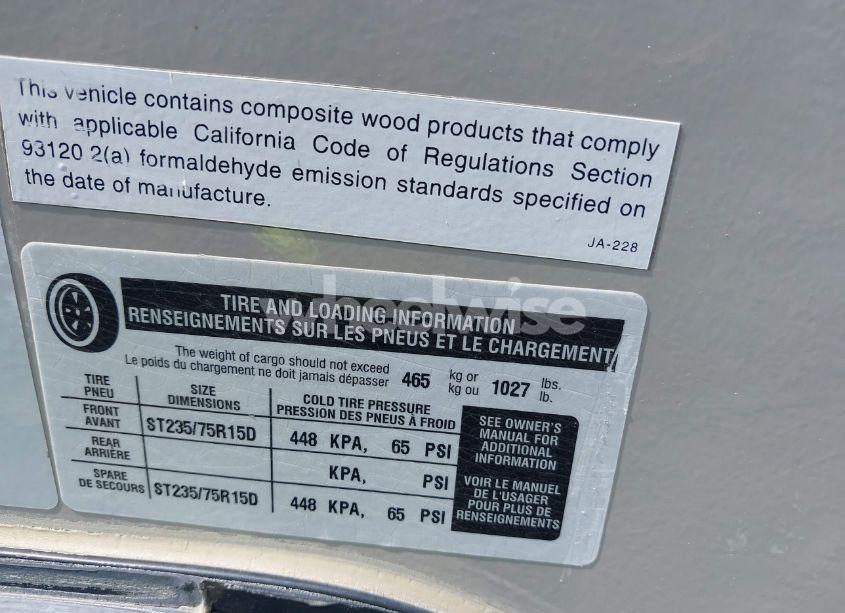 This vehicle contains composite wood products that comply
with applicable California Code of Regulations Section
93120 2(a) formaldehyde emission standards specified on
the date of manufacture.
JA-228
TIRE AND LOADING INFORMATION
RENSEIGNEMENTS SUR LES PNEUS ET LE CHARGEMENT
The weight of cargo should not exceed
Le poids du chargement ne doit jamais dépasser 465 kg or kg ou 1027 lbs. lb.
TIRE
PNEU
SIZE
DIMENSIONS
COLD TIRE PRESSURE
PRESSION DES PNEUS À FROID
FRONT
AVANT
ST235/75R15D
448 KPA, 65 PSI
REAR
ARRIÈRE
KPA, PSI
SPARE
DE SECOURS
ST235/75R15D
448 KPA, 65 PSI
SEE OWNER'S
MANUAL FOR
ADDITIONAL
INFORMATION
VOIR LE MANUEL
DE L'USAGER
POUR PLUS DE
RENSEIGNEMENTS
wheelwise